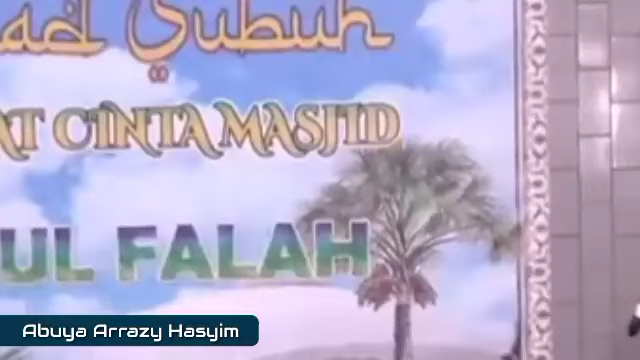 ad Subuh
AT CINTA MASJID
UL FALAH
Abuya Arrazy Hasyim